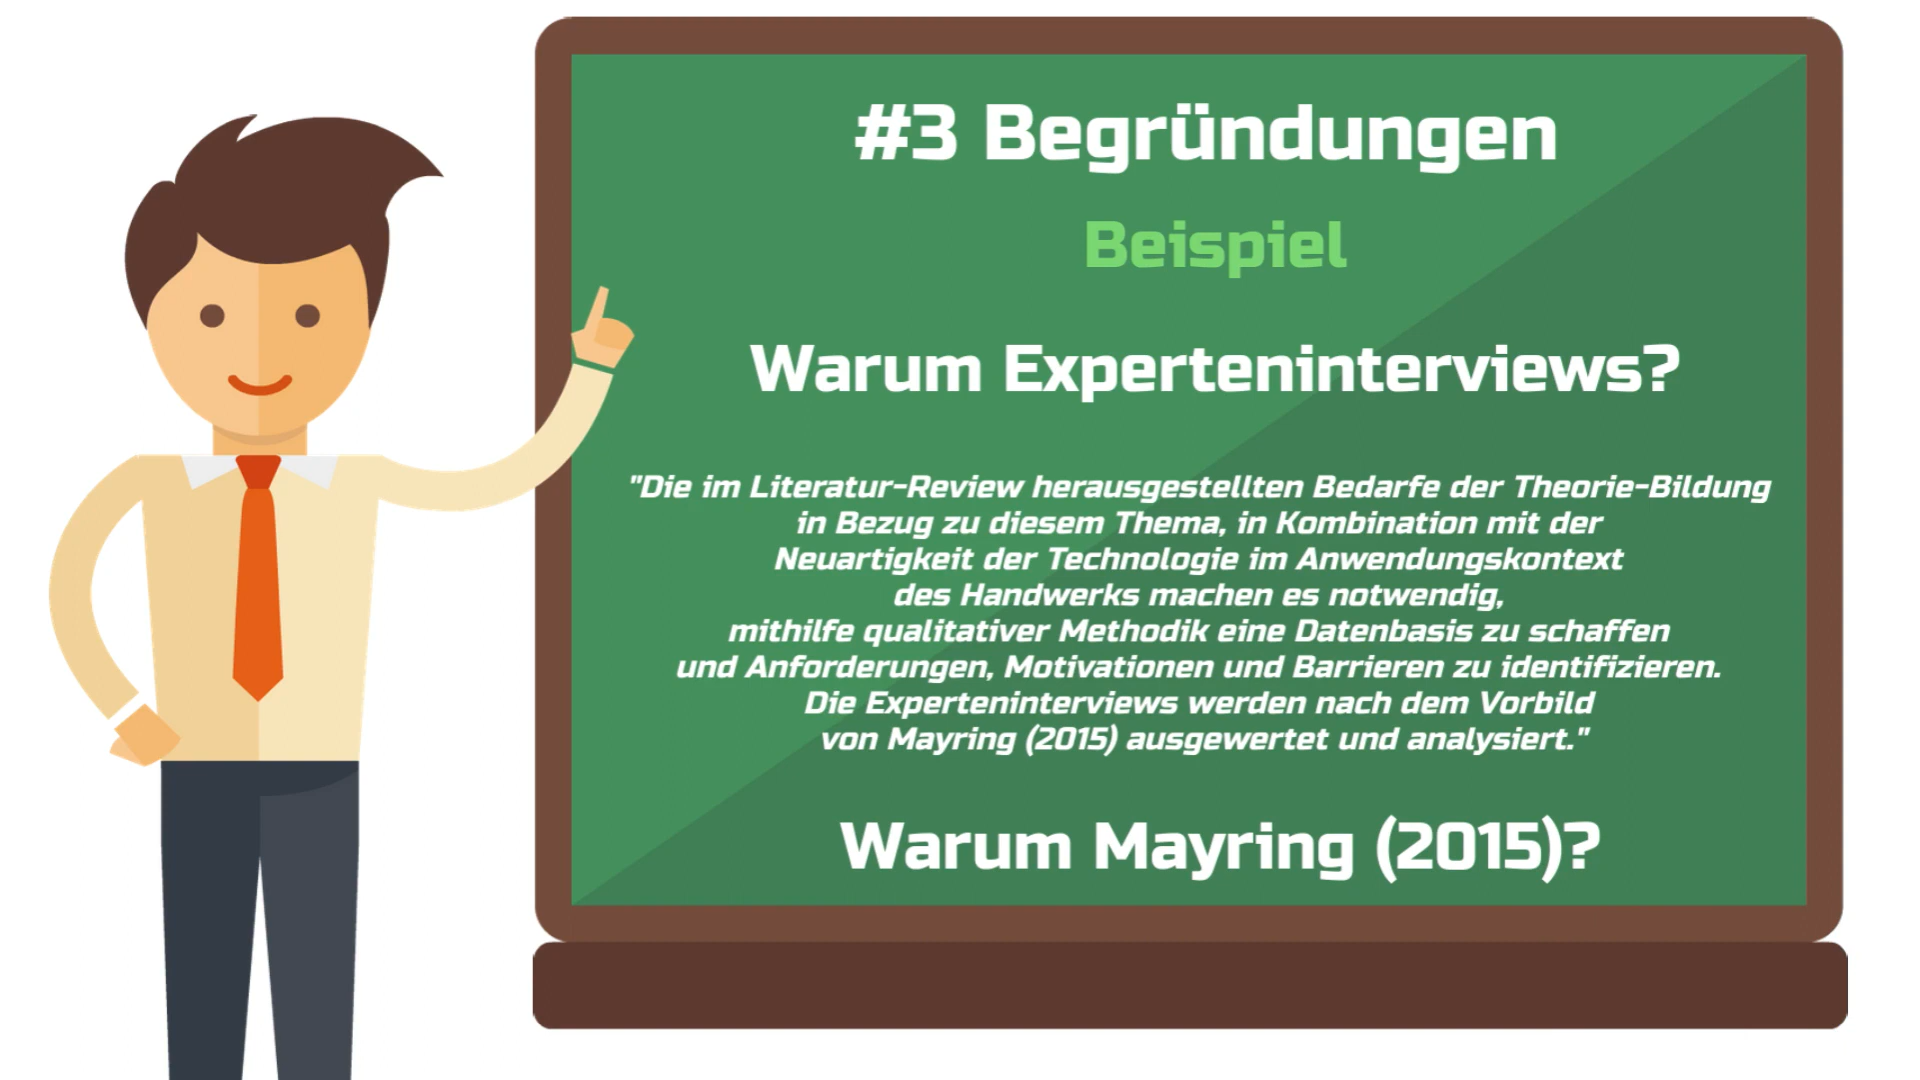 #3 Begründungen
Beispiel
Warum Experteninterviews?
"Die im Literatur-Review herausgestellten Bedarfe der Theorie-Bildung
in Bezug zu diesem Thema, in Kombination mit der
Neuartigkeit der Technologie im Anwendungskontext
des Handwerks machen es notwendig,
mithilfe qualitativer Methodik eine Datenbasis zu schaffen
und Anforderungen, Motivationen und Barrieren zu identifizieren.
Die Experteninterviews werden nach dem Vorbild
von Mayring (2015) ausgewertet und analysiert."
Warum Mayring (2015)?